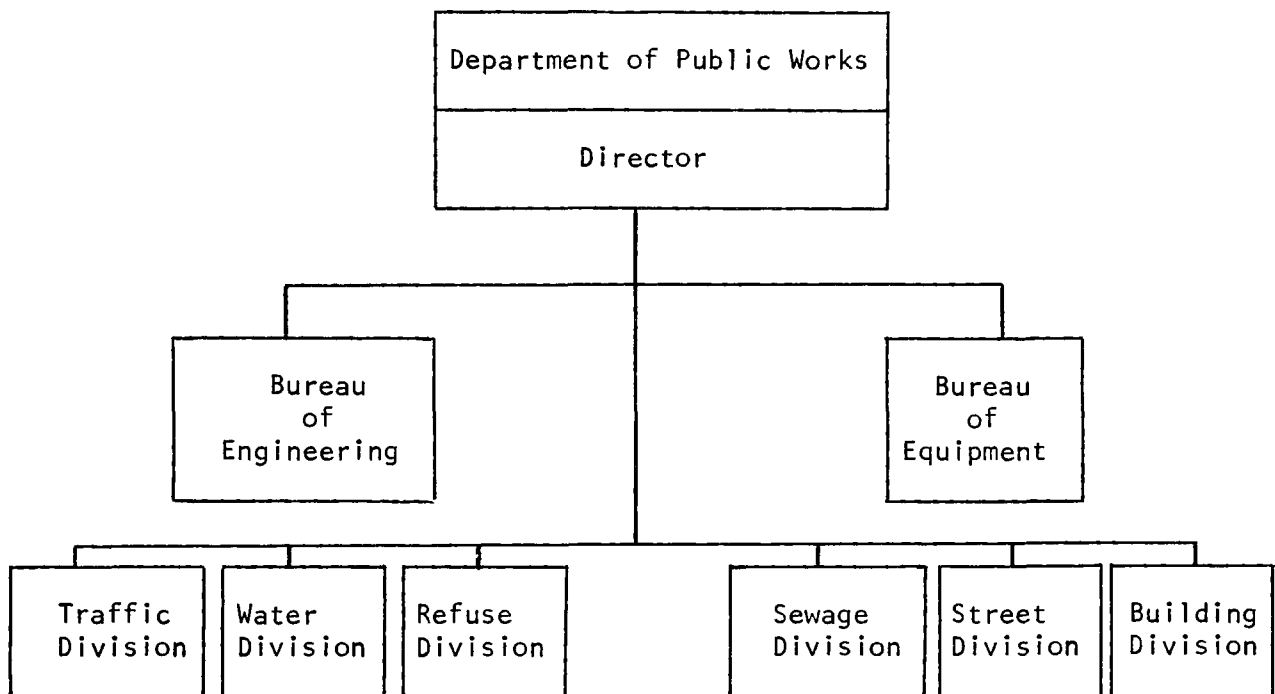 Department of Public Works
Director
Bureau
of
Engineering
Bureau
of
Equipment
Traffic
Division
Water
Division
Refuse
Division
Sewage
Division
Street
Division
Building
Division